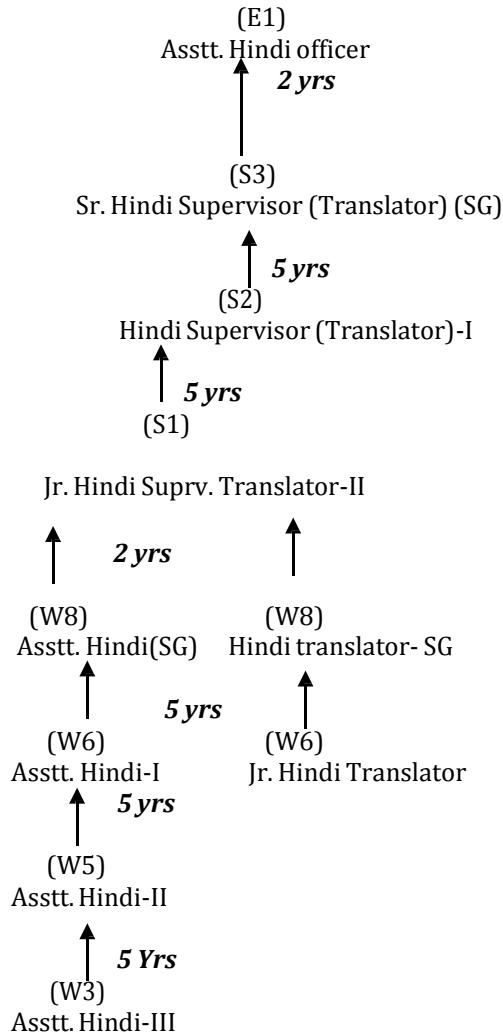 (E1)
Asstt. Hindi officer
2 yrs
(S3)
Sr. Hindi Supervisor (Translator) (SG)
5 yrs
(S2)
Hindi Supervisor (Translator)-I
5 yrs
(S1)
Jr. Hindi Suprv. Translator-II
2 yrs
(W8) (W8)
Asstt. Hindi(SG) Hindi translator- SG
5 yrs
(W6) (W6)
Asstt. Hindi-I Jr. Hindi Translator
5 yrs
(W5)
Asstt. Hindi-II
5 Yrs
(W3)
Asstt. Hindi-III